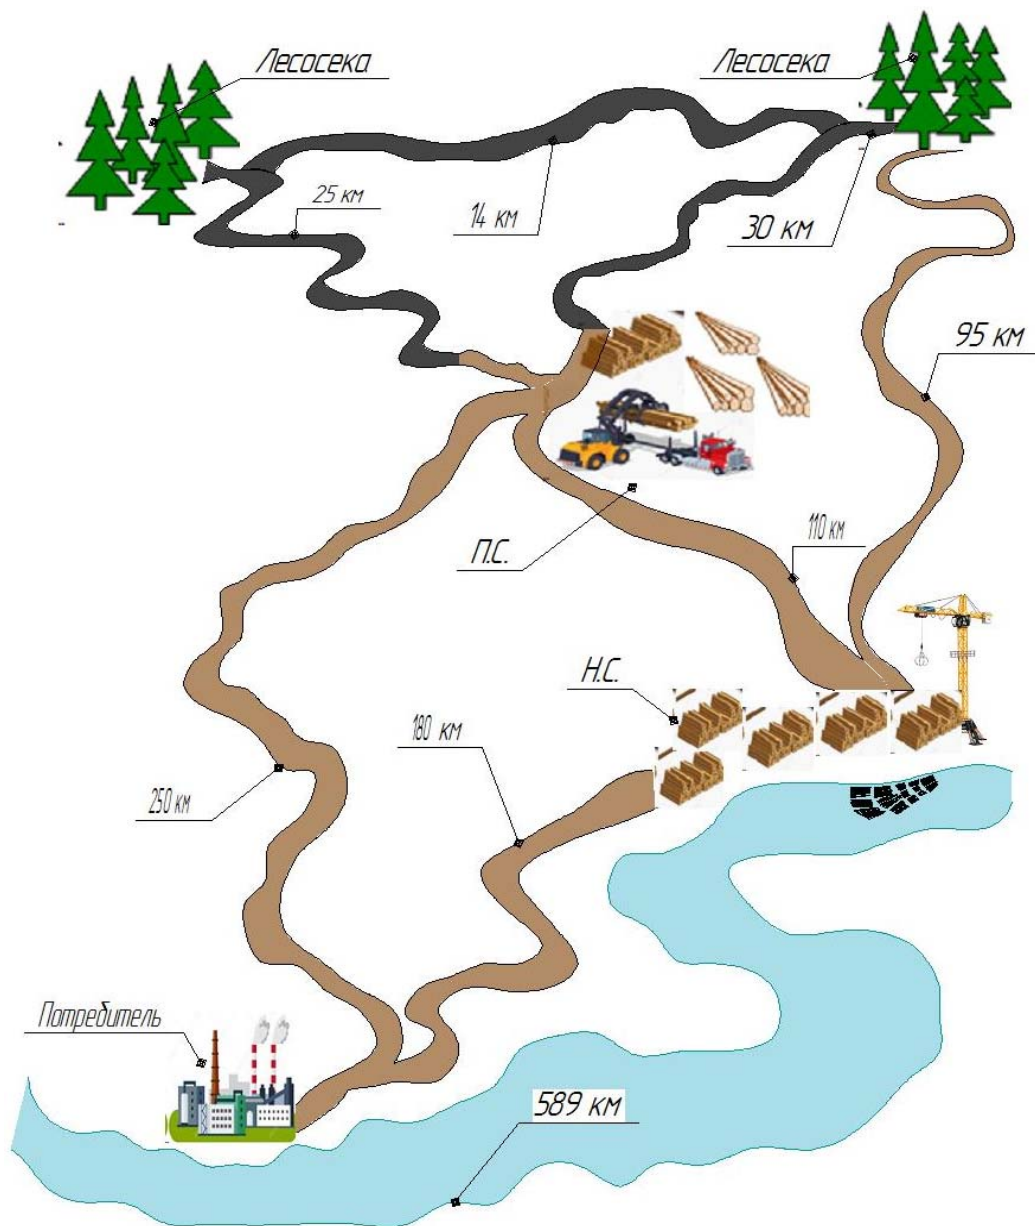 Лесосека
Лесосека
25 км
14 км
30 км
95 км
П.С.
110 км
Н.С.
180 км
250 км
Потребитель
589 км